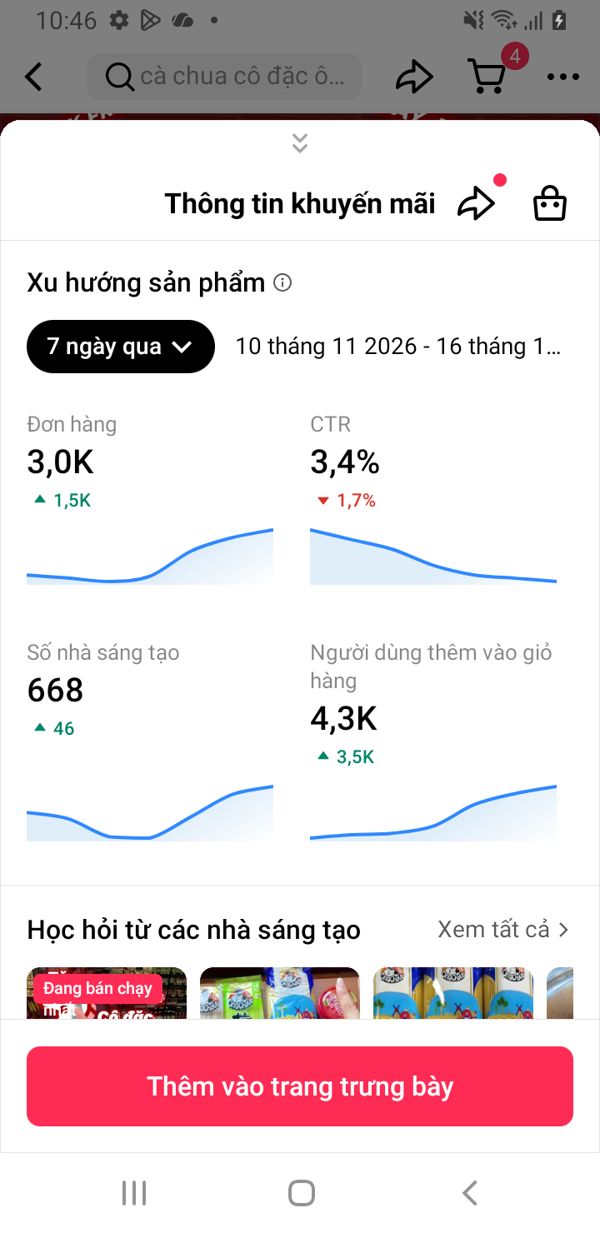 10:46
4
cà chua cô đặc ô...
Thông tin khuyến mãi
Xu hướng sản phẩm
7 ngày qua
10 tháng 11 2026 - 16 tháng 1...
Đơn hàng
3,0K
1,5K
CTR
3,4%
1,7%
Số nhà sáng tạo
668
46
Người dùng thêm vào giỏ
hàng
4,3K
3,5K
Học hỏi từ các nhà sáng tạo
Xem tất cả
Đang bán chạy
nhất
Cô đặc
Thêm vào trang trưng bày